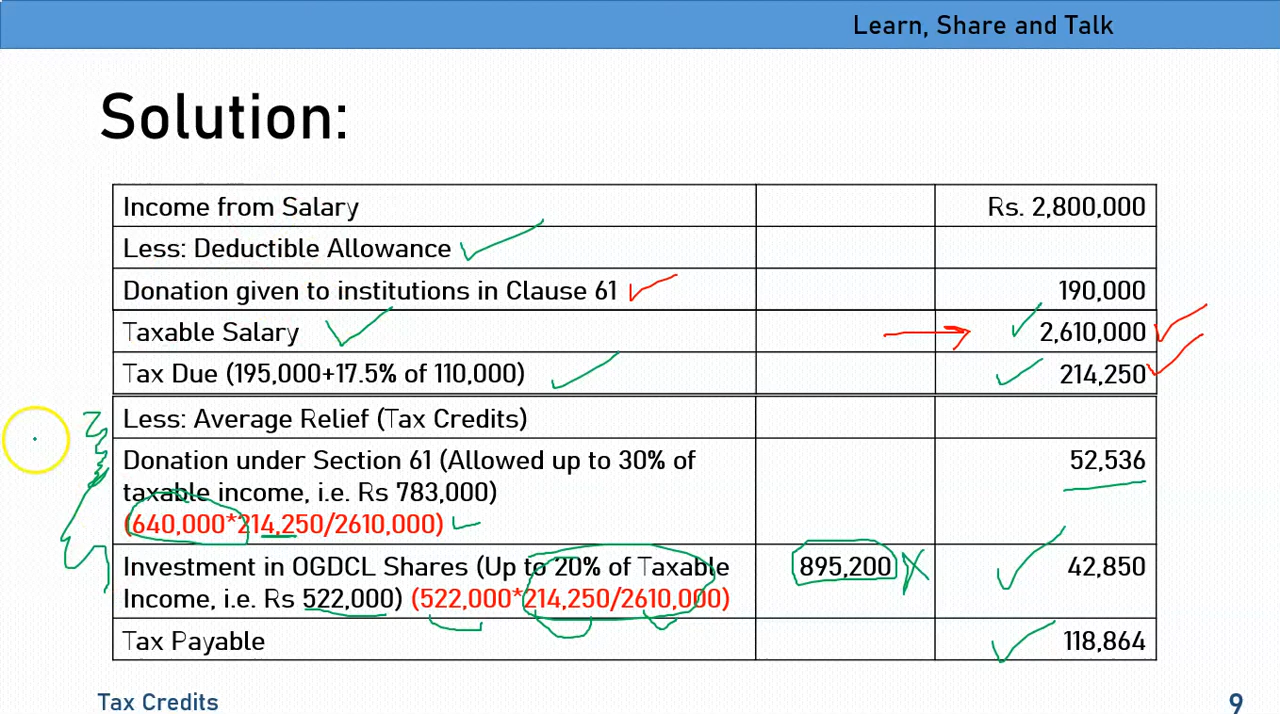 Learn, Share and Talk
Solution:
Income from Salary Rs. 2,800,000
Less: Deductible Allowance
Donation given to institutions in Clause 61 190,000
Taxable Salary 2,610,000
Tax Due (195,000+17.5% of 110,000) 214,250
Less: Average Relief (Tax Credits)
Donation under Section 61 (Allowed up to 30% of 52,536
taxable income, i.e. Rs 783,000)
(640,000*214,250/2610,000)
Investment in OGDCL Shares (Up to 20% of Taxable 895,200 42,850
Income, i.e. Rs 522,000) (522,000*214,250/2610,000)
Tax Payable 118,864
Tax Credits 9